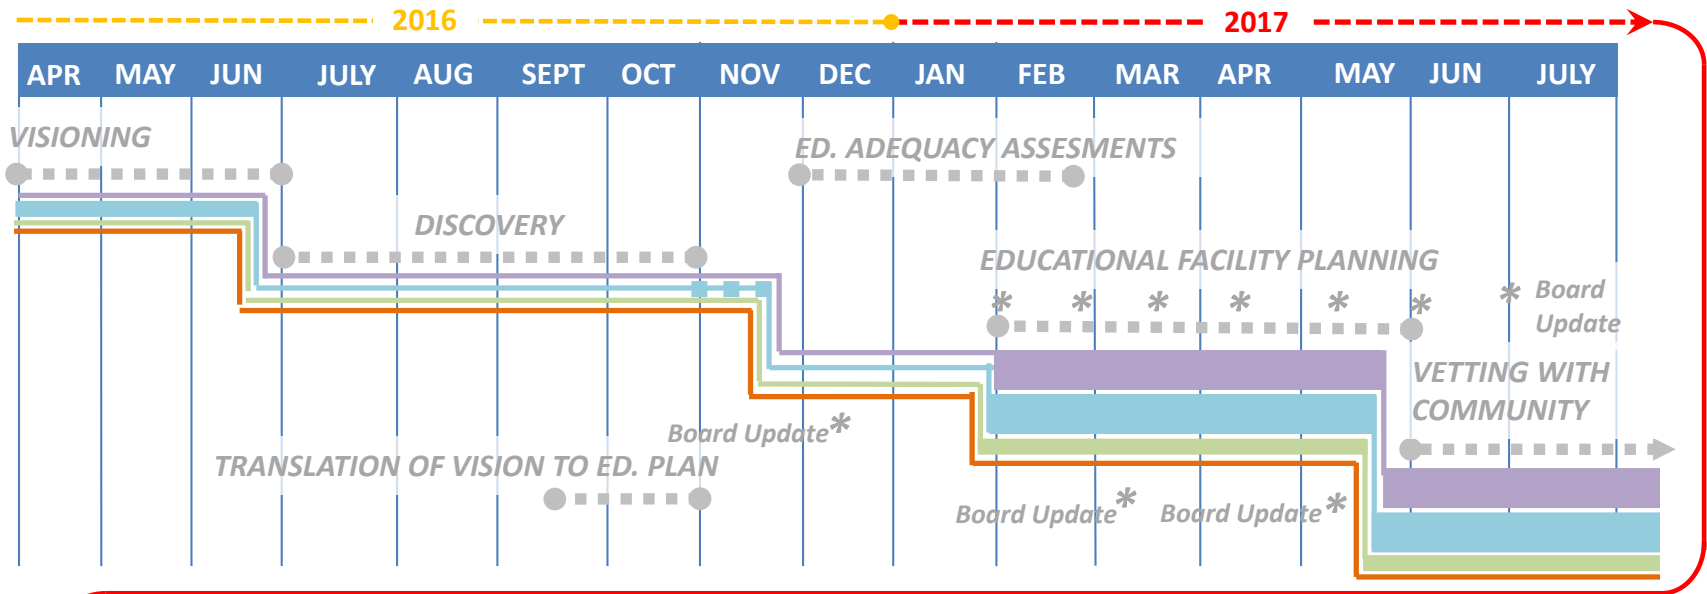 2016 2017
APR MAY JUN JULY AUG SEPT OCT NOV DEC JAN FEB MAR APR MAY JUN JULY
VISIONING
ED. ADEQUACY ASSESMENTS
DISCOVERY
EDUCATIONAL FACILITY PLANNING
* * * * * *
* Board
Update
VETTING WITH
COMMUNITY
Board Update*
TRANSLATION OF VISION TO ED. PLAN
Board Update* Board Update*